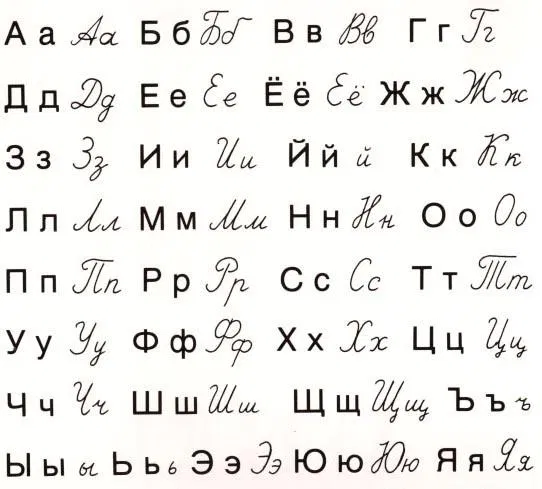 А а Аа Б б Бб В в Вв Г г Гг
Д д Дд Е е Ее Ё ё Её Ж ж Жж
З з Зз И и Ии Й й й К к Кк
Л л Лл М м Мм Н н Нн О о Оо
П п Пп Р р Рр С с Сс Т т Тт
У у Уу Ф ф Фф Х х Хх Ц ц Цц
Ч ч Чч Ш ш Шш Щ щ Щщ Ъ ъ ъ
Ы ы ы Ь ь ь Э э Ээ Ю ю Юю Я я Яя